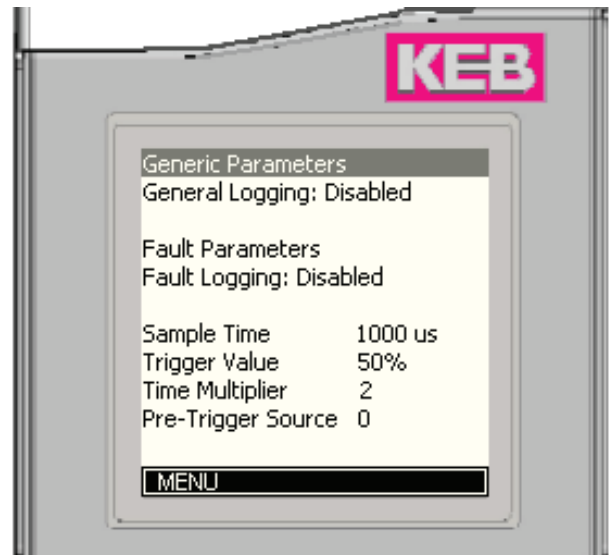 KEB
Generic Parameters
General Logging: Disabled
Fault Parameters
Fault Logging: Disabled
Sample Time 1000 us
Trigger Value 50%
Time Multiplier 2
Pre-Trigger Source 0
MENU